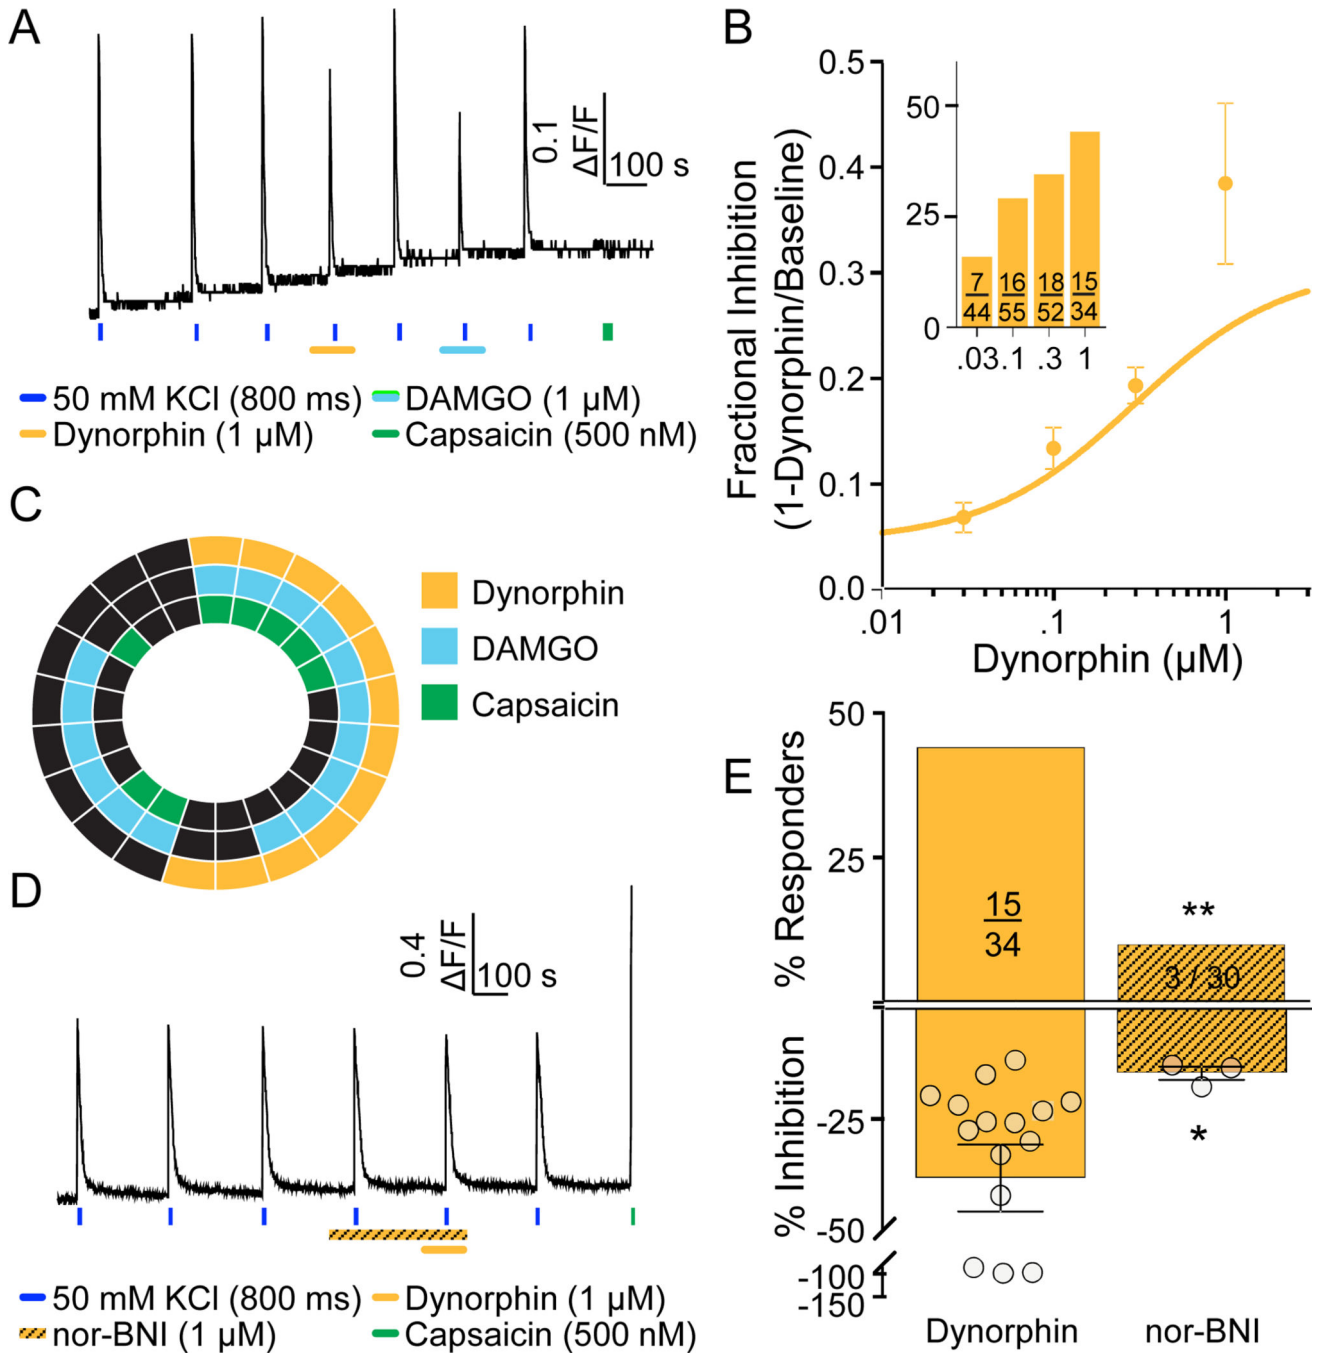 A
0.1
ΔF/F
100 s
50 mM KCl (800 ms)
DAMGO (1 µM)
Dynorphin (1 µM)
Capsaicin (500 nM)
B
Fractional Inhibition
(1-Dynorphin/Baseline)
0.5
0.4
0.3
0.2
0.1
0.0
50
25
0
7
44
16
55
18
52
15
34
.03
.1
.3
1
.01
.1
1
Dynorphin (µM)
C
Dynorphin
DAMGO
Capsaicin
D
0.4
ΔF/F
100 s
50 mM KCl (800 ms)
Dynorphin (1 µM)
nor-BNI (1 µM)
Capsaicin (500 nM)
E
% Responders
50
25
15
34
**
3 / 30
% Inhibition
-25
-50
-100
-150
*
Dynorphin
nor-BNI